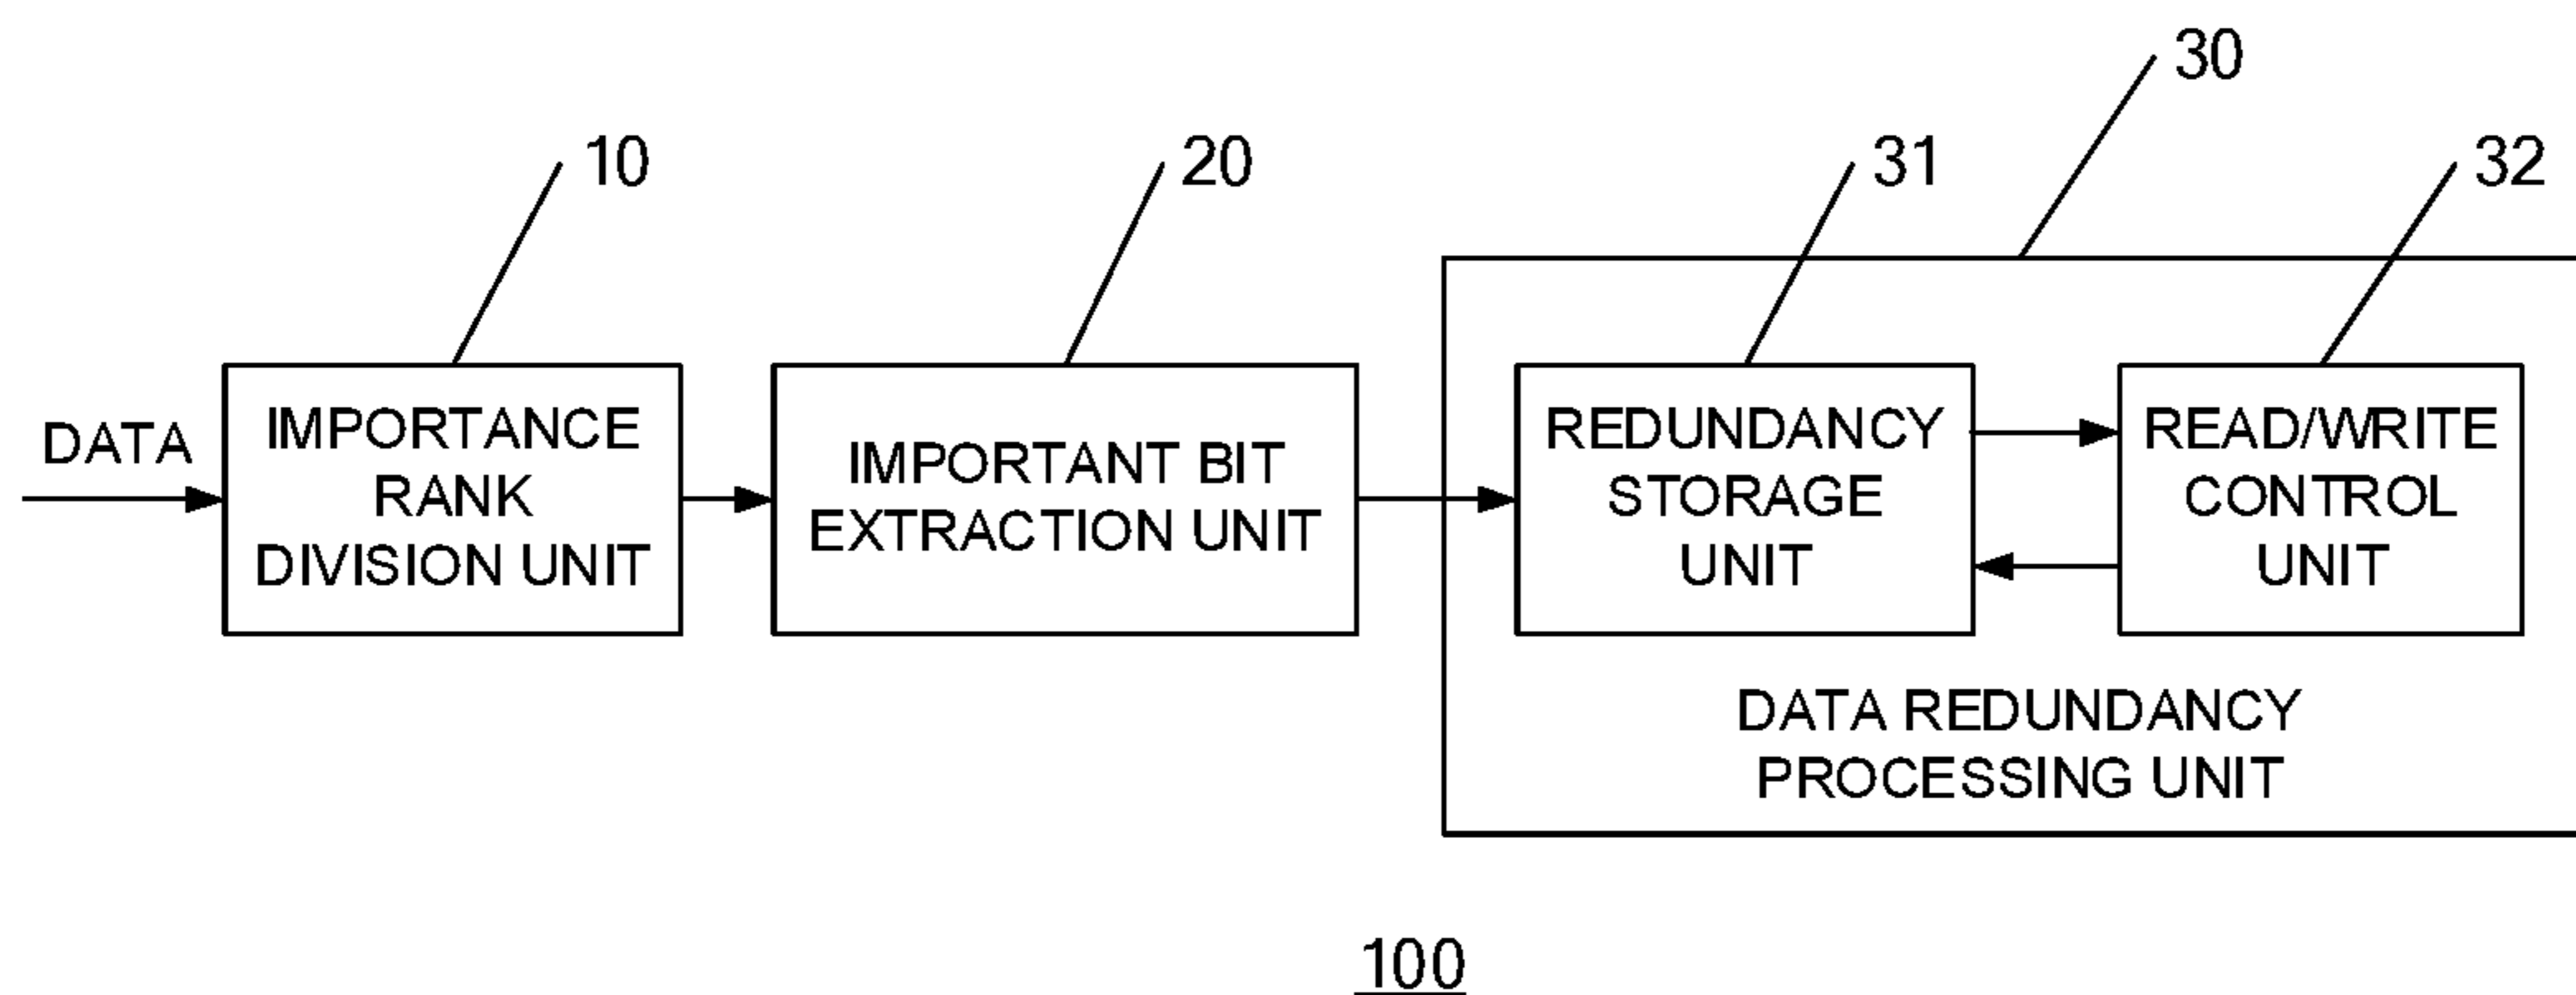 30
10
20
31
32
DATA
IMPORTANCE
RANK
DIVISION UNIT
IMPORTANT BIT
EXTRACTION UNIT
REDUNDANCY
STORAGE
UNIT
READ/WRITE
CONTROL
UNIT
DATA REDUNDANCY
PROCESSING UNIT
100